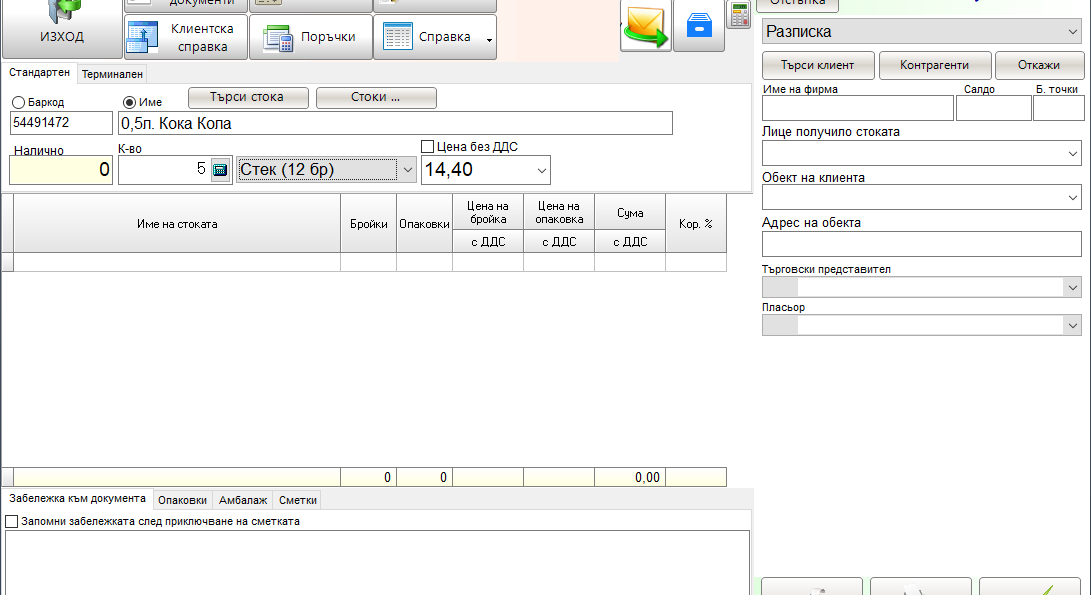 документи
Отстъпка
ИЗХОД
Клиентска
справка
Поръчки
Справка
Разписка
Стандартен
Терминален
Търси клиент
Контрагенти
Откажи
Баркод
Име
Търси стока
Стоки ...
Име на фирма
Салдо
Б. точки
54491472
0,5л. Кока Кола
Лице получило стоката
Налично
К-во
Цена без ДДС
0
5
Стек (12 бр)
14,40
Обект на клиента
Име на стоката
Бройки
Опаковки
Цена на
бройка
с ДДС
Цена на
опаковка
с ДДС
Сума
с ДДС
Кор. %
Адрес на обекта
Търговски представител
Пласьор
0
0
0,00
Забележка към документа
Опаковки
Амбалаж
Сметки
Запомни забележката след приключване на сметката